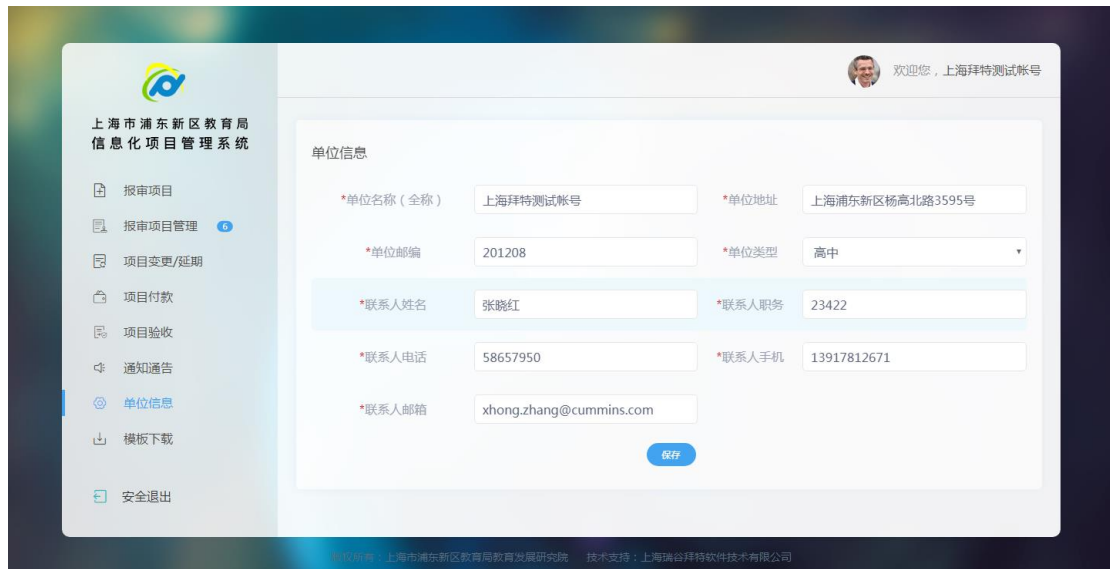 欢迎您，上海拜特测试帐号
上海市浦东新区教育局
信息化项目管理系统
报审项目
报审项目管理 6
项目变更/延期
项目付款
项目验收
通知通告
单位信息
模板下载
安全退出
单位信息
*单位名称（全称） 上海拜特测试帐号 *单位地址 上海浦东新区杨高北路3595号
*单位邮编 201208 *单位类型 高中
*联系人姓名 张晓红 *联系人职务 23422
*联系人电话 58657950 *联系人手机 13917812671
*联系人邮箱 xhong.zhang@cummins.com
保存
版权所有：上海市浦东新区教育局教育发展研究院 技术支持：上海瑞谷拜特软件技术有限公司